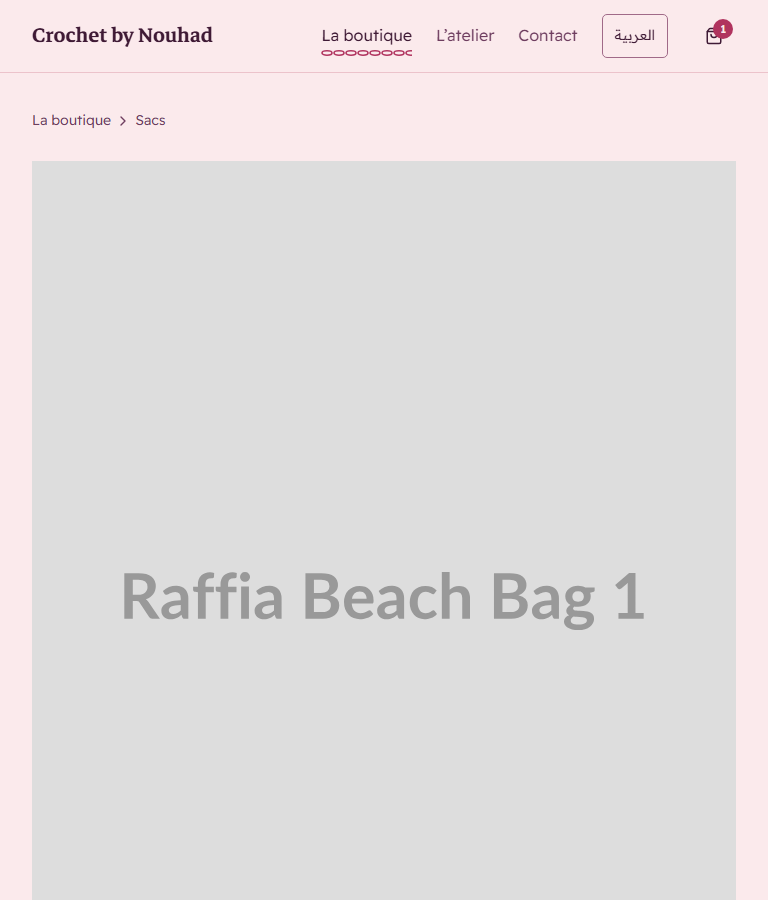 Crochet by Nouhad
La boutique
L’atelier
Contact
العربية
1
La boutique > Sacs
Raffia Beach Bag 1